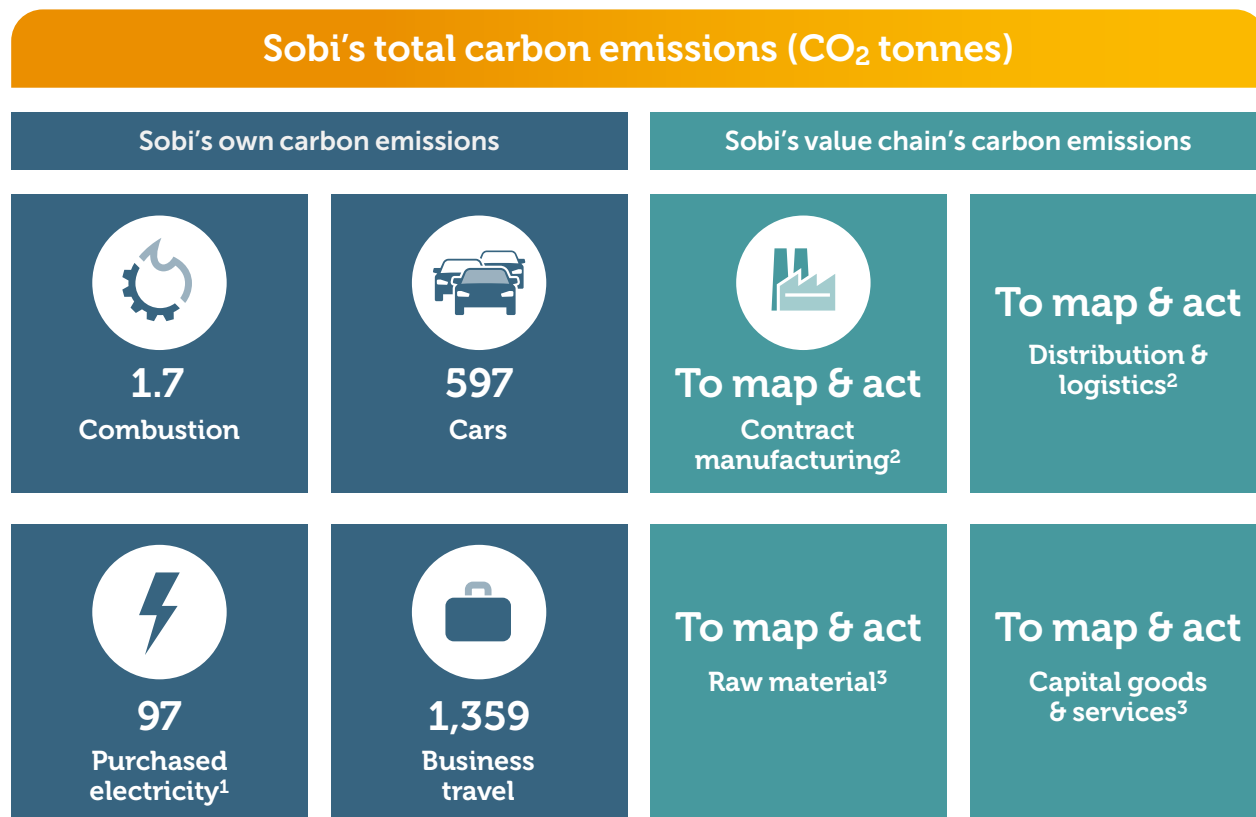 Sobi's total carbon emissions (CO₂ tonnes)
Sobi's own carbon emissions
Sobi's value chain's carbon emissions
1.7
Combustion
597
Cars
To map & act
Contract
manufacturing²
To map & act
Distribution &
logistics²
97
Purchased
electricity¹
1,359
Business
travel
To map & act
Raw material³
To map & act
Capital goods
& services³